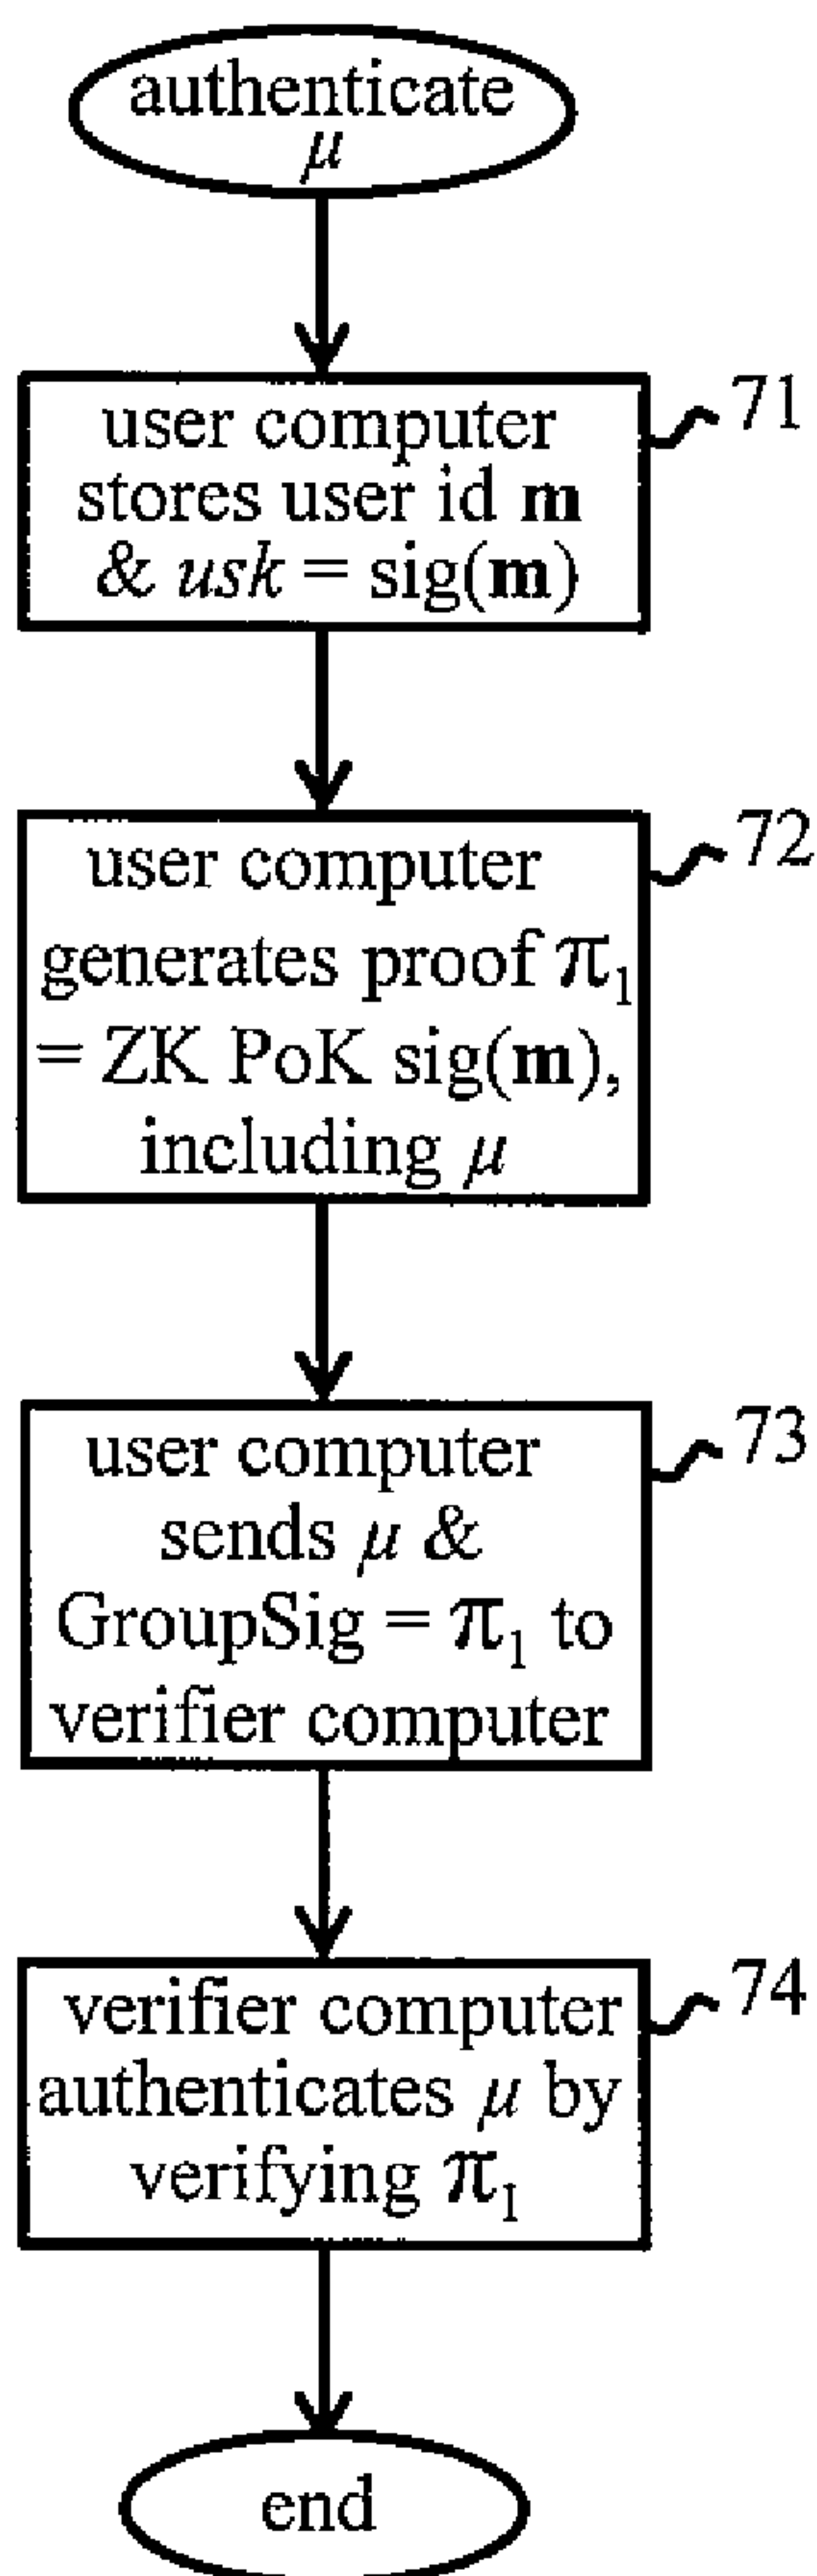 authenticate
μ
71
user computer
stores user id m
& usk = sig(m)
72
user computer
generates proof π₁
= ZK PoK sig(m),
including μ
73
user computer
sends μ &
GroupSig = π₁ to
verifier computer
74
verifier computer
authenticates μ by
verifying π₁
end